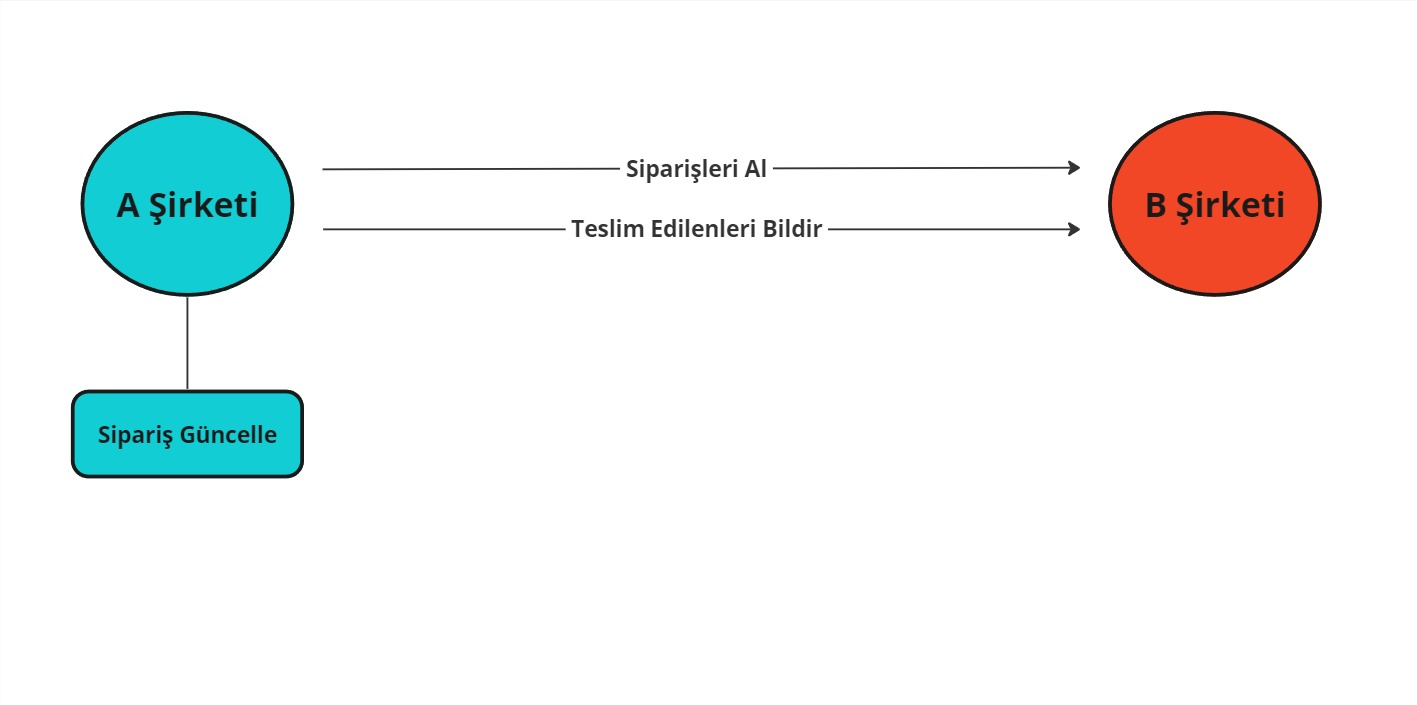 Siparişleri Al
A Şirketi
B Şirketi
Teslim Edilenleri Bildir
Sipariş Güncelle